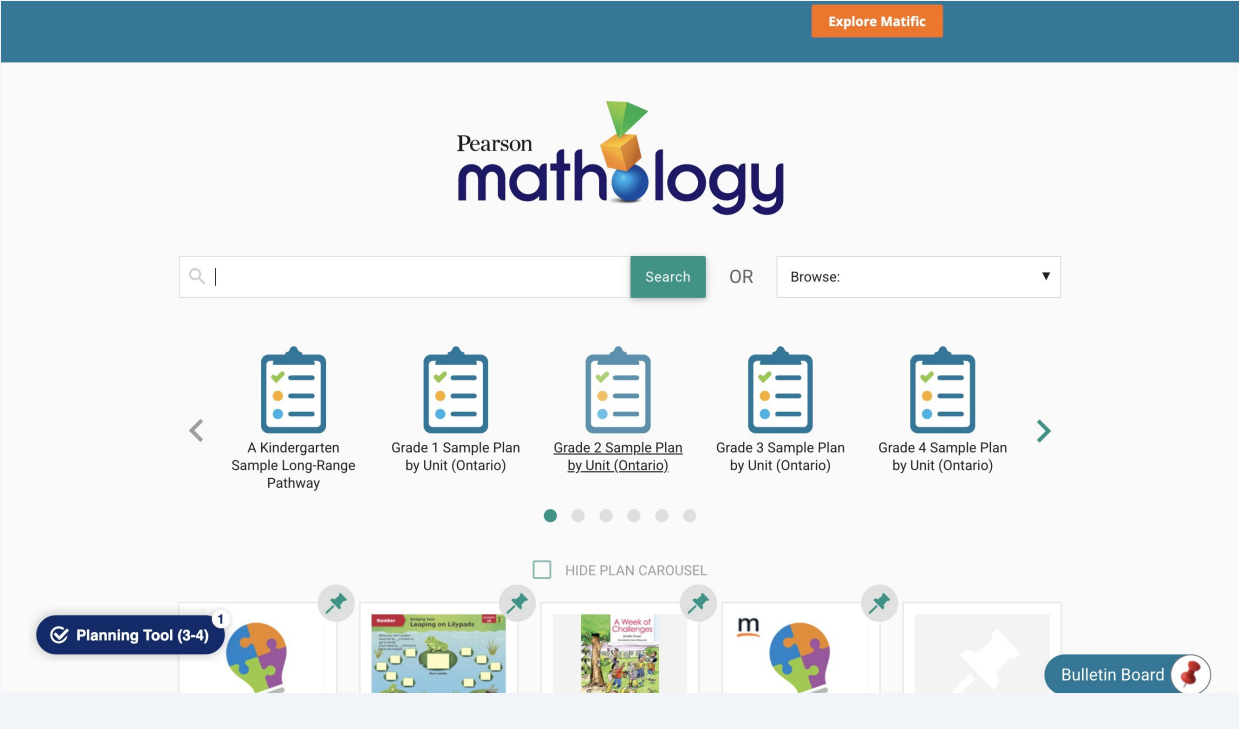 Explore Matific
Pearson
mathology
Search
OR
Browse:
A Kindergarten
Sample Long-Range
Pathway
Grade 1 Sample Plan
by Unit (Ontario)
Grade 2 Sample Plan
by Unit (Ontario)
Grade 3 Sample Plan
by Unit (Ontario)
Grade 4 Sample Plan
by Unit (Ontario)
HIDE PLAN CAROUSEL
Planning Tool (3-4)
1
Number
Leaping on Lilypads
A Week of
Challenges
m
Bulletin Board